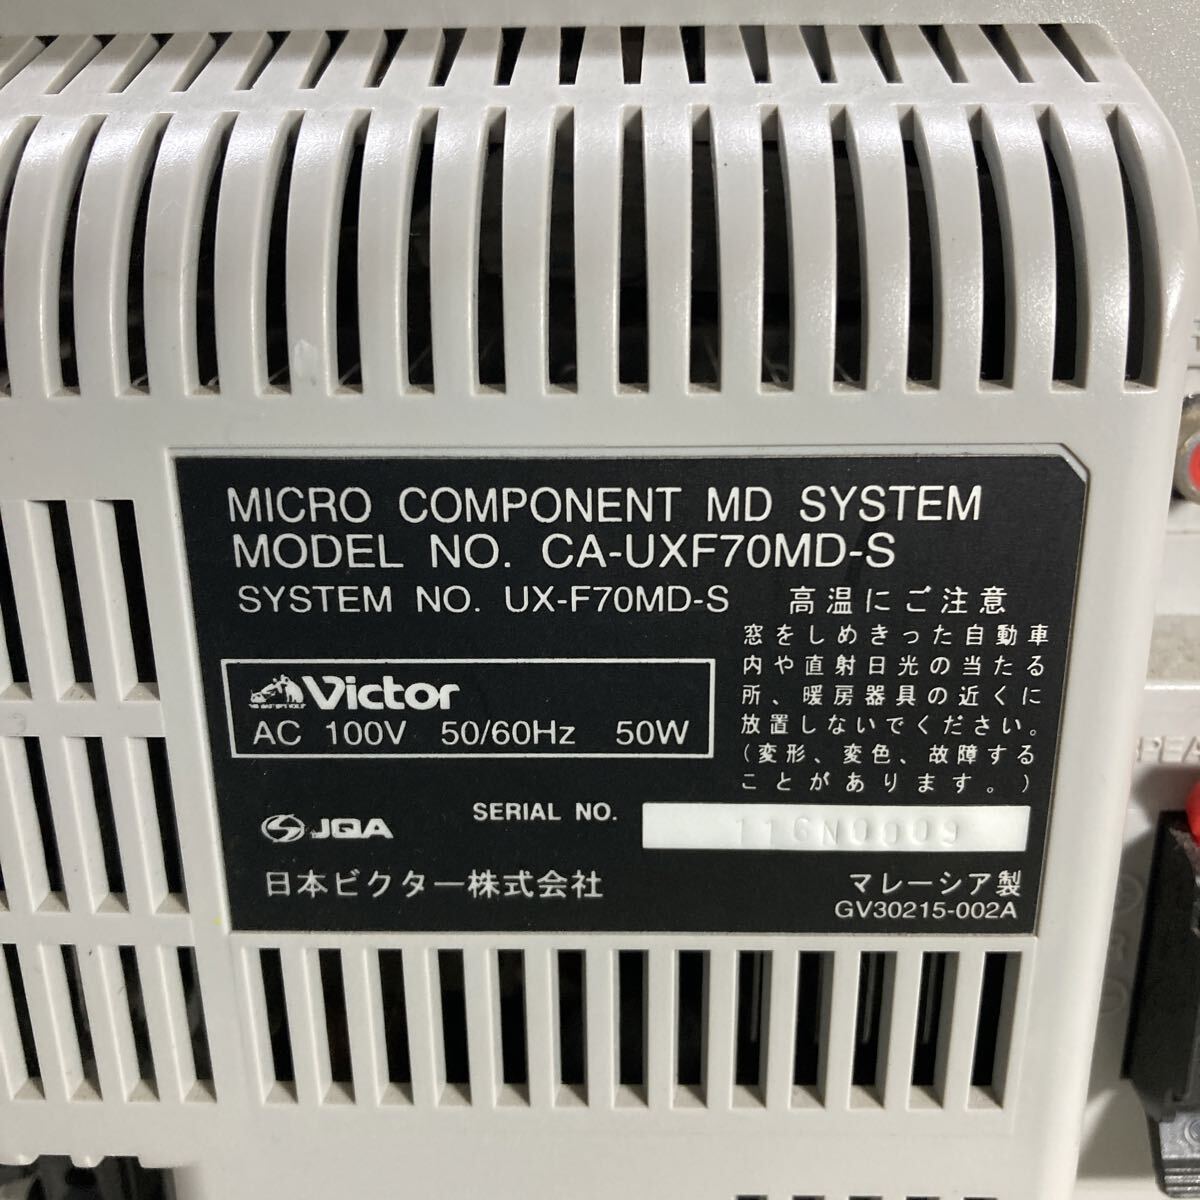 MICRO COMPONENT MD SYSTEM
MODEL NO. CA-UXF70MD-S
SYSTEM NO. UX-F70MD-S
高温にご注意
窓をしめきった自動車
内や直射日光の当たる
所、暖房器具の近くに
放置しないでください。
(変形、変色、故障する
ことがあります。)
Victor
AC 100V 50/60Hz 50W
JQA
SERIAL NO.
116N0009
日本ビクター株式会社
マレーシア製
GV30215-002A